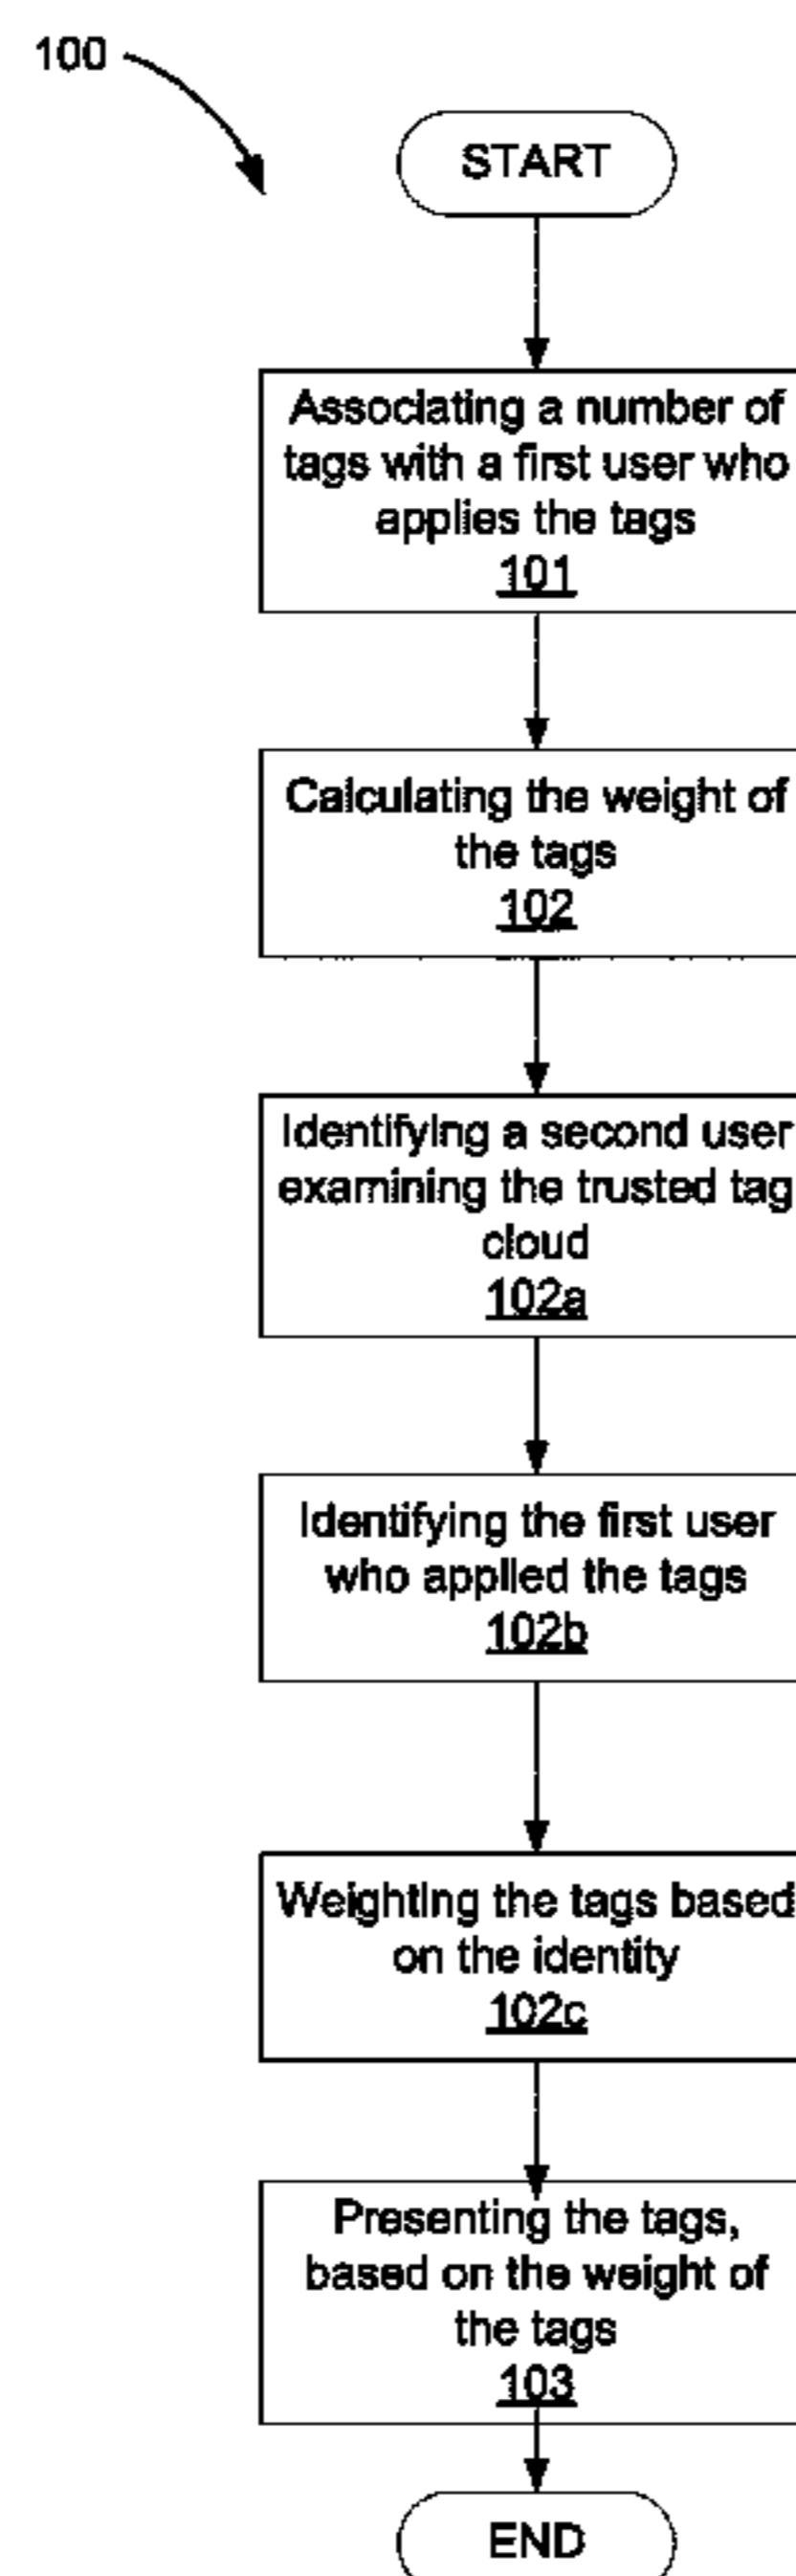 100
START
Associating a number of
tags with a first user who
applies the tags
101
Calculating the weight of
the tags
102
Identifying a second user
examining the trusted tag
cloud
102a
Identifying the first user
who applied the tags
102b
Weighting the tags based
on the identity
102c
Presenting the tags,
based on the weight of
the tags
103
END